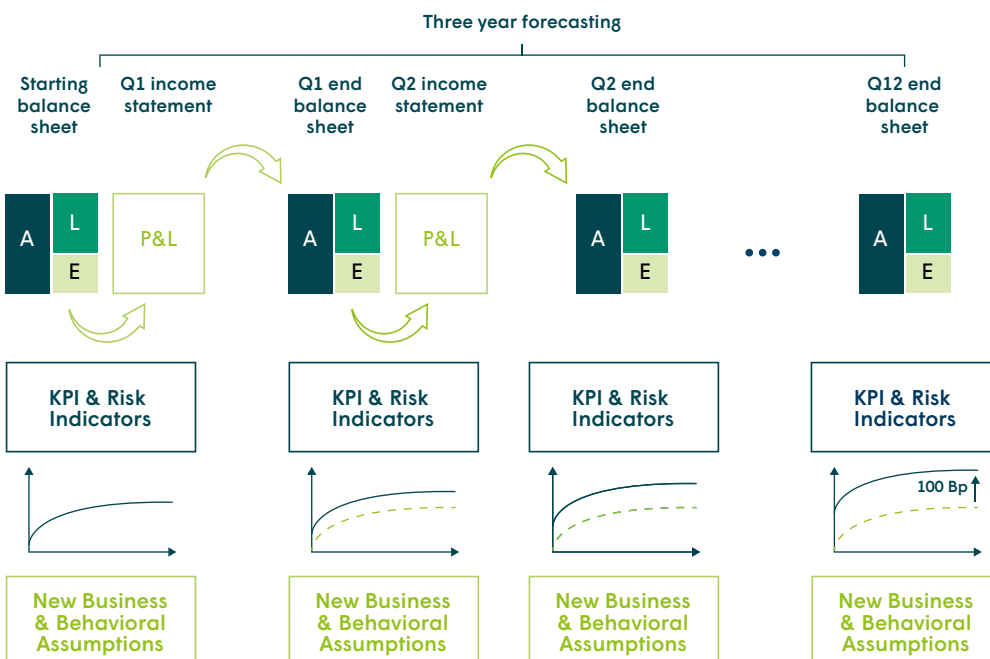 Three year forecasting
Starting
balance
sheet
Q1 income
statement
Q1 end
balance
sheet
Q2 income
statement
Q2 end
balance
sheet
Q12 end
balance
sheet
A
L
E
P&L
A
L
E
P&L
A
L
E
...
A
L
E
KPI & Risk
Indicators
KPI & Risk
Indicators
KPI & Risk
Indicators
KPI & Risk
Indicators
100 Bp
New Business
& Behavioral
Assumptions
New Business
& Behavioral
Assumptions
New Business
& Behavioral
Assumptions
New Business
& Behavioral
Assumptions